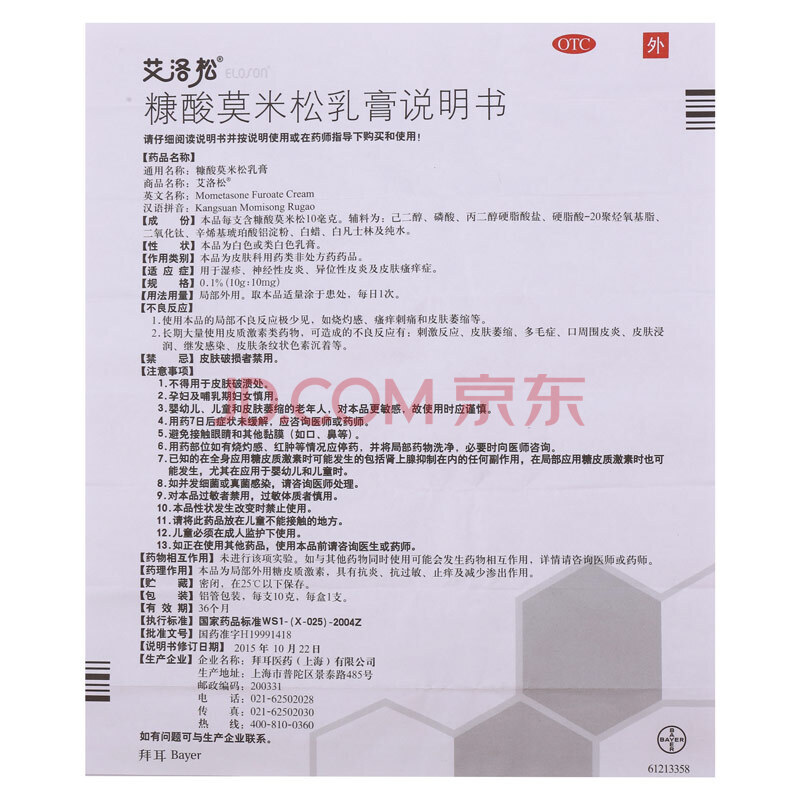 OTC
外
艾洛松® ELOSON®
糠酸莫米松乳膏说明书
请仔细阅读说明书并按说明使用或在药师指导下购买和使用!
【药品名称】
通用名称：糠酸莫米松乳膏
商品名称：艾洛松®
英文名称：Mometasone Furoate Cream
汉语拼音：Kangsuan Momisong Rugao
【成 份】本品每支含糠酸莫米松10毫克。辅料为：己二醇、磷酸、丙二醇硬脂酸盐、硬脂酸-20聚烃氧基脂、
二氧化钛、辛烯基琥珀酸铝淀粉、白蜡、白凡士林及纯水。
【性 状】本品为白色或类白色乳膏。
【作用类别】本品为皮肤科用药类非处方药药品。
【适 应 症】用于湿疹、神经性皮炎、异位性皮炎及皮肤瘙痒症。
【规 格】0.1%(10g:10mg)
【用法用量】局部外用。取本品适量涂于患处，每日1次。
【不良反应】
1.使用本品的局部不良反应极少见，如烧灼感、瘙痒刺痛和皮肤萎缩等。
2.长期大量使用皮质激素类药物，可造成的不良反应有：刺激反应、皮肤萎缩、多毛症、口周围皮炎、皮肤浸
润、继发感染、皮肤条纹状色素沉着等。
【禁 忌】皮肤破损者禁用。
【注意事项】
1.不得用于皮肤破溃处。
2.孕妇及哺乳期妇女慎用。
3.婴幼儿、儿童和皮肤萎缩的老年人，对本品更敏感，故使用时应谨慎。
4.用药7日后症状未缓解，应咨询医师或药师。
5.避免接触眼睛和其他黏膜（如口、鼻等）。
6.用药部位如有烧灼感、红肿等情况应停药，并将局部药物洗净，必要时向医师咨询。
7.已知的在全身应用糖皮质激素时可能发生的包括肾上腺抑制在内的任何副作用，在局部应用糖皮质激素时也可
能发生，尤其在应用于婴幼儿和儿童时。
8.如并发细菌或真菌感染，请咨询医师处理。
9.对本品过敏者禁用，过敏体质者慎用。
10.本品性状发生改变时禁止使用。
11.请将此药品放在儿童不能接触的地方。
12.儿童必须在成人监护下使用。
13.如正在使用其他药品，使用本品前请咨询医生或药师。
【药物相互作用】未进行该项实验。如与其他药物同时使用可能会发生药物相互作用，详情请咨询医师或药师。
【药理作用】本品为局部外用糖皮质激素，具有抗炎、抗过敏、止痒及减少渗出作用。
【贮 藏】密闭，在25℃以下保存。
【包 装】铝管包装，每支10克，每盒1支。
【有 效 期】36个月
【执行标准】国家药品标准WS1-(X-025)-2004Z
【批准文号】国药准字H19991418
【说明书修订日期】 2015 年 10 月 22日
【生产企业】企业名称：拜耳医药(上海)有限公司
生产地址：上海市普陀区景泰路485号
邮政编码：200331
电 话：021-62502028
传 真：021-62502030
热 线：400-810-0360
如有问题可与生产企业联系。
拜耳 Bayer
BAYER
61213358
JD.COM 京东